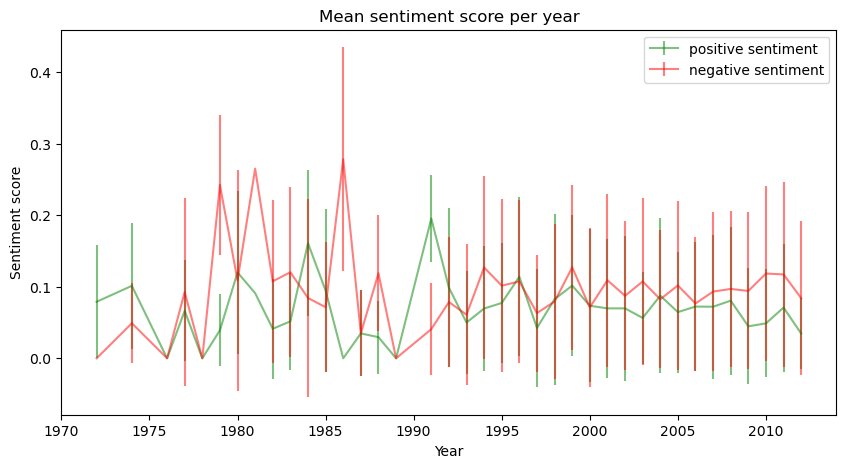 Mean sentiment score per year
positive sentiment
negative sentiment
Sentiment score
0.4
0.3
0.2
0.1
0.0
1970 1975 1980 1985 1990 1995 2000 2005 2010
Year